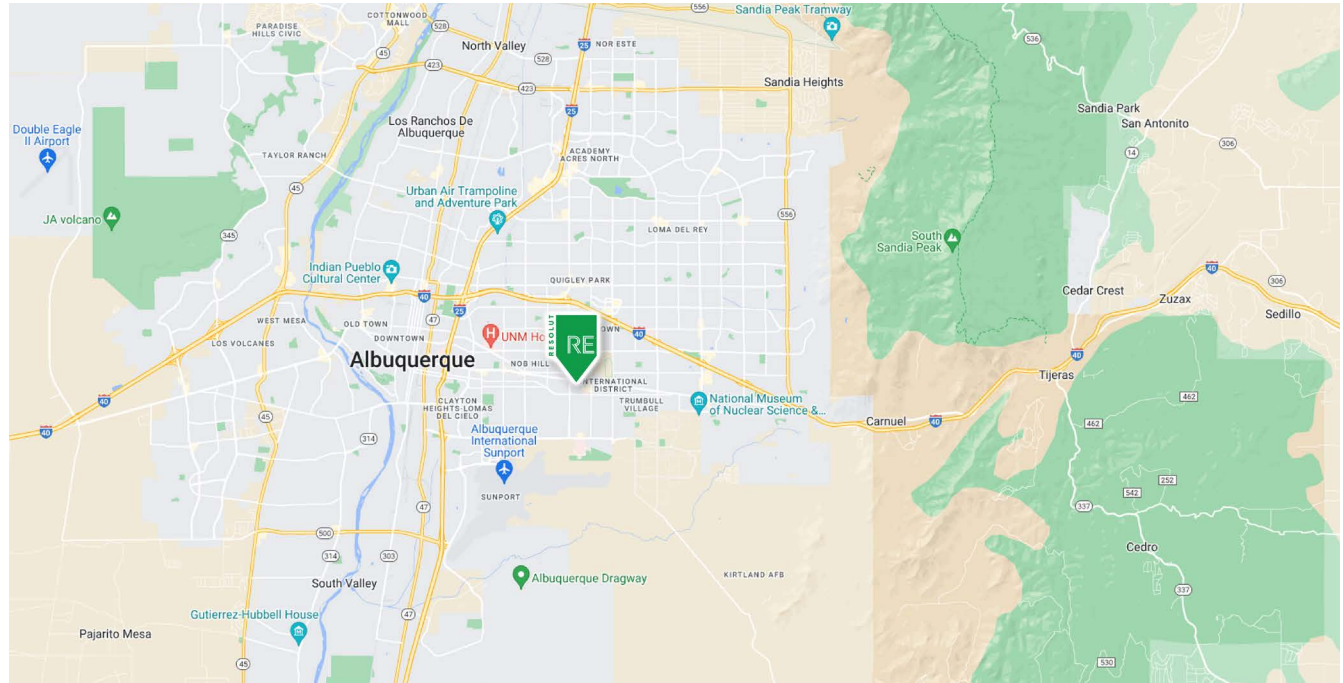 COTTONWOOD
MALL
PARADISE
HILLS CIVIC
528
556
Sandia Peak
Tramway
45
North Valley
25
NOR ESTE
536
528
423
423
Sandia Heights
25
Sandia Park
San Antonito
Double Eagle
II Airport
Los Ranchos De
Albuquerque
306
TAYLOR RANCH
ACADEMY
ACRES NORTH
14
45
Urban Air Trampoline
and Adventure Park
JA volcano
556
345
LOMA DEL REY
South
Sandia Peak
Indian Pueblo
Cultural Center
40
306
QUIGLEY PARK
Cedar Crest
40
Zuzax
25
47
Sedillo
WEST MESA
OLD TOWN
DOWNTOWN
UNM Ho
RESOLUT
RE
OWN
40
LOS VOLCANES
Albuquerque
NOB HILL
40
INTERNATIONAL
DISTRICT
Tijeras
462
40
CLAYTON
HEIGHTS-LOMAS
DEL CIELO
TRUMBULL
VILLAGE
National Museum
of Nuclear Science &...
45
Carnuel
40
462
40
314
Albuquerque
International
Sunport
SUNPORT
252
542
47
337
500
314
303
Cedro
South Valley
Albuquerque Dragway
KIRTLAND AFB
337
Gutierrez-Hubbell House
47
Pajarito Mesa
45
530